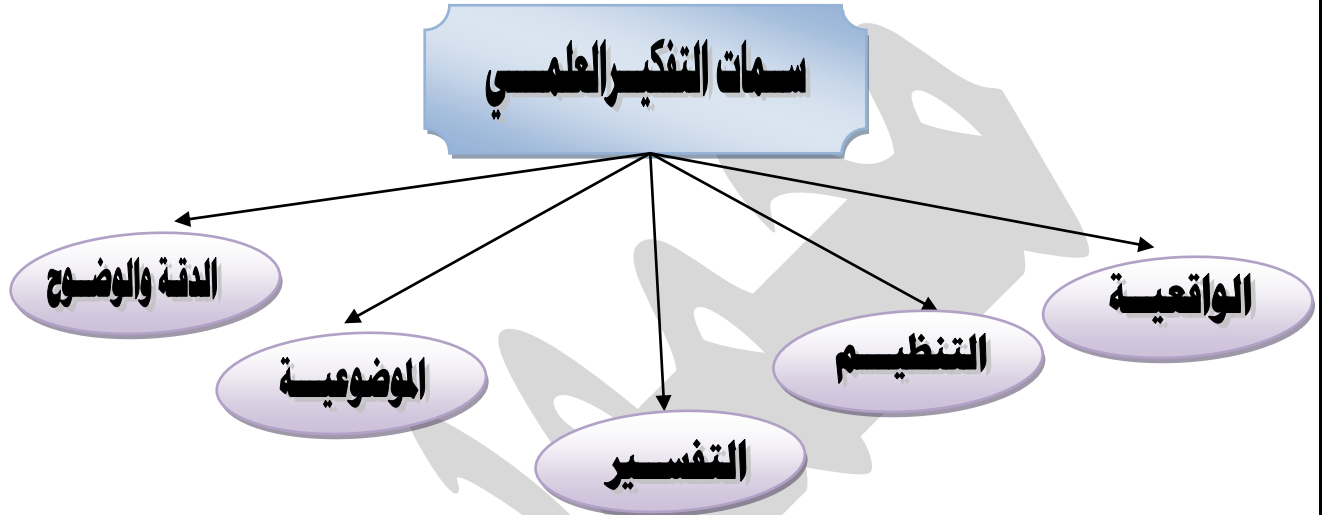 سمات التفكير العلمي
الواقعية
التنظيم
التفسير
الموضوعية
الدقة والوضوح